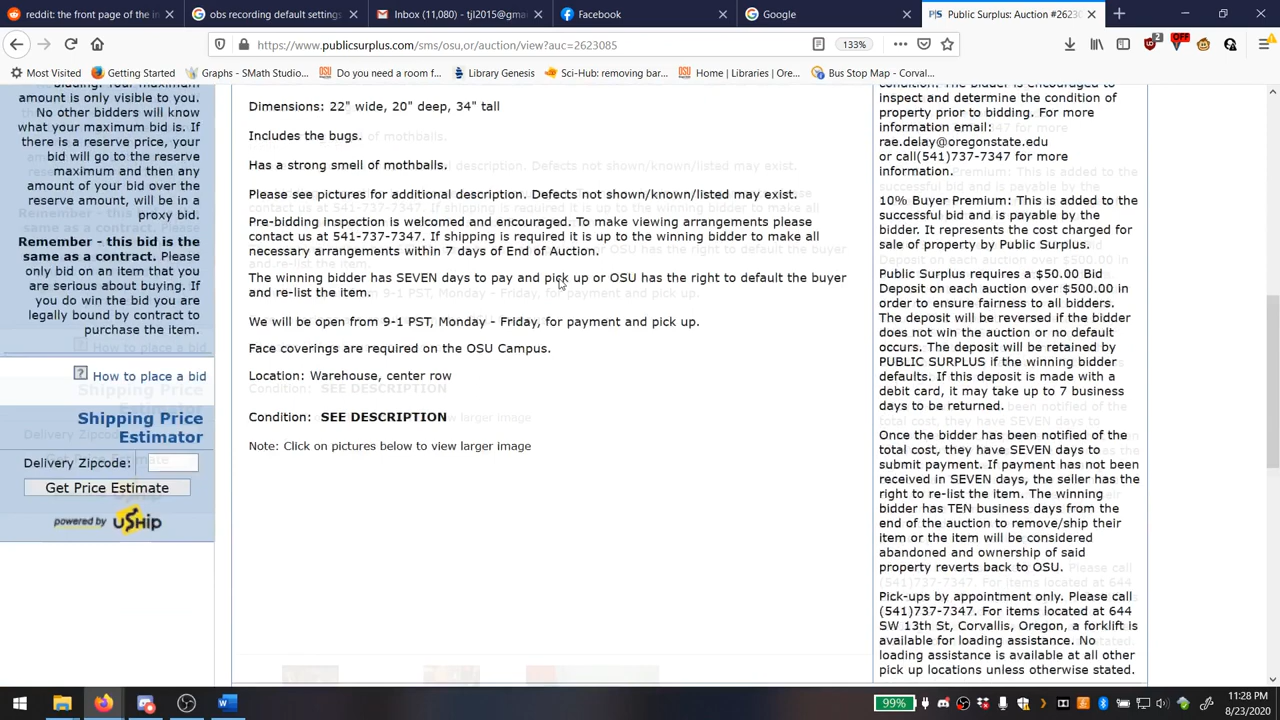 reddit: the front page of the in
obs recording default settings
Inbox (11,080) - tjl2015@gma
Facebook
Google
Public Surplus: Auction #26230
https://www.publicsurplus.com/sms/osu,or/auction/view?auc=2623085
133%
2
OFF
Most Visited
Getting Started
Graphs - SMath Studio...
Do you need a room f...
Library Genesis
Sci-Hub: removing bar...
Home | Libraries | Ore...
Bus Stop Map - Corval...
bidding. Your maximum
amount is only visible to you.
No other bidders will know
what your maximum bid is. If
there is a reserve price, your
bid will go to the reserve
maximum and then any
amount of your bid over the
reserve amount, will be in a
proxy bid.
Remember - this bid is the
same as a contract. Please
only bid on an item that you
are serious about buying. If
you do win the bid you are
legally bound by contract to
purchase the item.
? How to place a bid
Shipping Price
Estimator
Delivery Zipcode:
Get Price Estimate
powered by uShip
Dimensions: 22" wide, 20" deep, 34" tall
Includes the bugs.
Has a strong smell of mothballs.
Please see pictures for additional description. Defects not shown/known/listed may exist.
Pre-bidding inspection is welcomed and encouraged. To make viewing arrangements please
contact us at 541-737-7347. If shipping is required it is up to the winning bidder to make all
necessary arrangements within 7 days of End of Auction.
The winning bidder has SEVEN days to pay and pick up or OSU has the right to default the buyer
and re-list the item.
We will be open from 9-1 PST, Monday - Friday, for payment and pick up.
Face coverings are required on the OSU Campus.
Location: Warehouse, center row
Condition: SEE DESCRIPTION
Note: Click on pictures below to view larger image
condition. The bidder is encouraged to
inspect and determine the condition of
property prior to bidding. For more
information email:
rae.delay@oregonstate.edu
or call(541)737-7347 for more
information.
10% Buyer Premium: This is added to the
successful bid and is payable by the
bidder. It represents the cost charged for
sale of property by Public Surplus.
Public Surplus requires a $50.00 Bid
Deposit on each auction over $500.00 in
order to ensure fairness to all bidders.
The deposit will be reversed if the bidder
does not win the auction or no default
occurs. The deposit will be retained by
PUBLIC SURPLUS if the winning bidder
defaults. If this deposit is made with a
debit card, it may take up to 7 business
days to be returned.
Once the bidder has been notified of the
total cost, they have SEVEN days to
submit payment. If payment has not been
received in SEVEN days, the seller has the
right to re-list the item. The winning
bidder has TEN business days from the
end of the auction to remove/ship their
item or the item will be considered
abandoned and ownership of said
property reverts back to OSU.
Pick-ups by appointment only. Please call
(541)737-7347. For items located at 644
SW 13th St, Corvallis, Oregon, a forklift is
available for loading assistance. No
loading assistance is available at all other
pick up locations unless otherwise stated.
99%
11:28 PM
8/23/2020